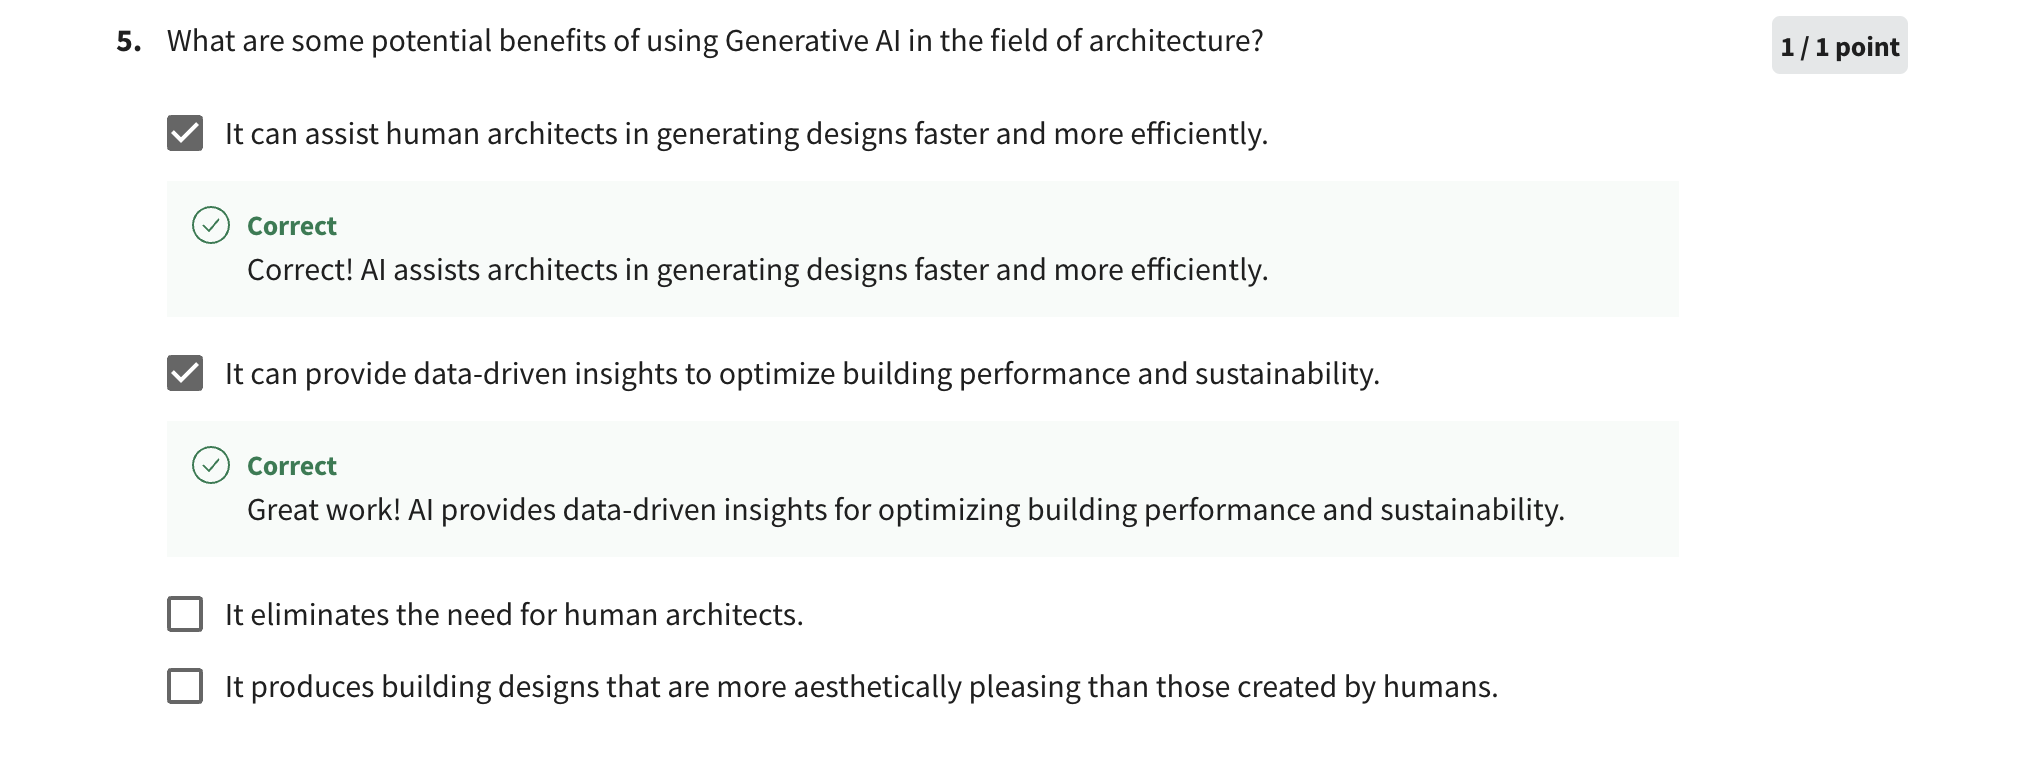 5. What are some potential benefits of using Generative AI in the field of architecture?
1 / 1 point
It can assist human architects in generating designs faster and more efficiently.
Correct
Correct! AI assists architects in generating designs faster and more efficiently.
It can provide data-driven insights to optimize building performance and sustainability.
Correct
Great work! AI provides data-driven insights for optimizing building performance and sustainability.
It eliminates the need for human architects.
It produces building designs that are more aesthetically pleasing than those created by humans.